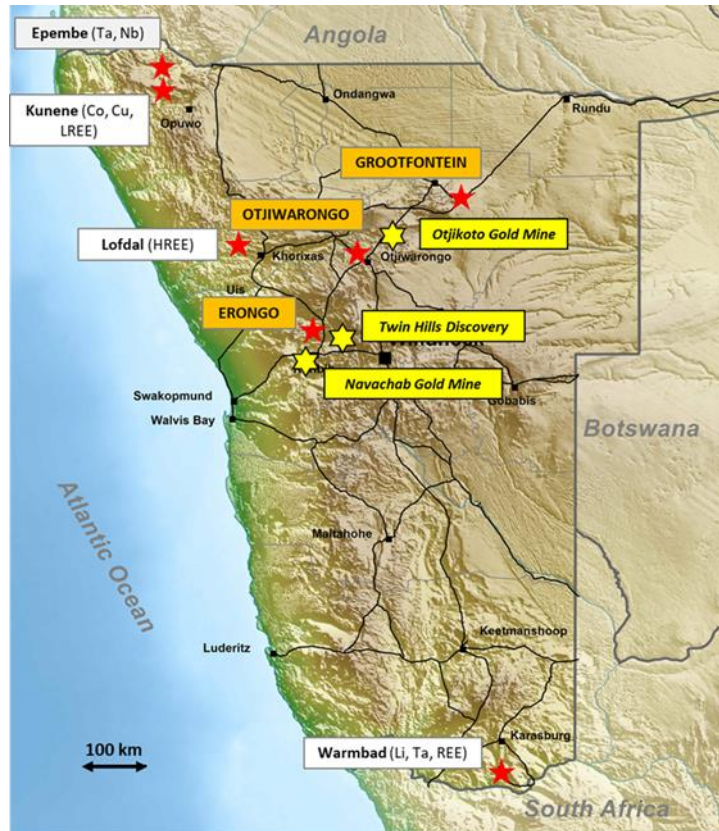 Epembe (Ta, Nb)
Angola
Ondangwa
Rundu
Kunene (Co, Cu,
LREE)
Opuwo
GROOTFONTEIN
OTJIWARONGO
Otjikoto Gold Mine
Lofdal (HREE)
Khorixas
Otjiwarongo
Uis
ERONGO
Twin Hills Discovery
Navachab Gold Mine
Swakopmund
Gobabis
Walvis Bay
Botswana
Atlantic Ocean
Maltahohe
Keetmanshoop
Luderitz
Karasburg
100 km
Warmbad (Li, Ta, REE)
South Africa